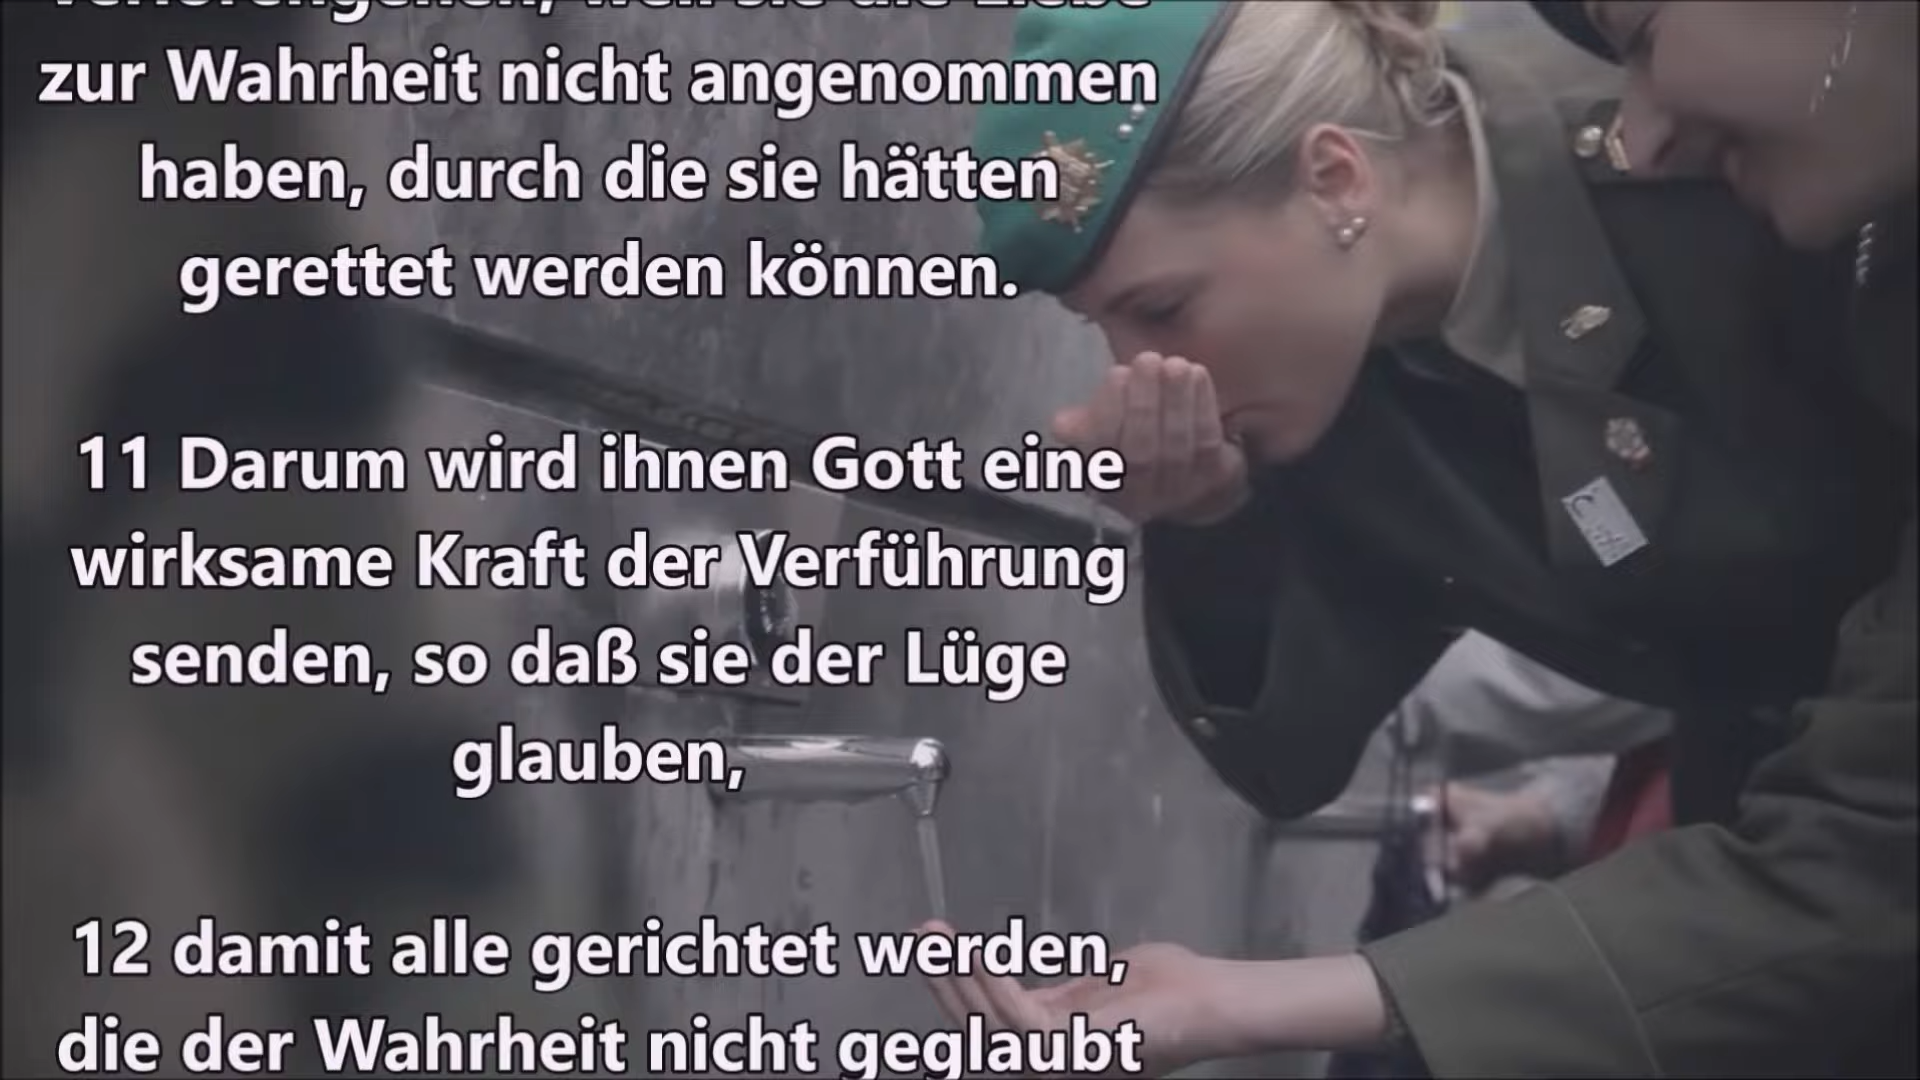 zur Wahrheit nicht angenommen
haben, durch die sie hätten
gerettet werden können.
11 Darum wird ihnen Gott eine
wirksame Kraft der Verführung
senden, so daß sie der Lüge
glauben,
12 damit alle gerichtet werden,
die der Wahrheit nicht geglaubt